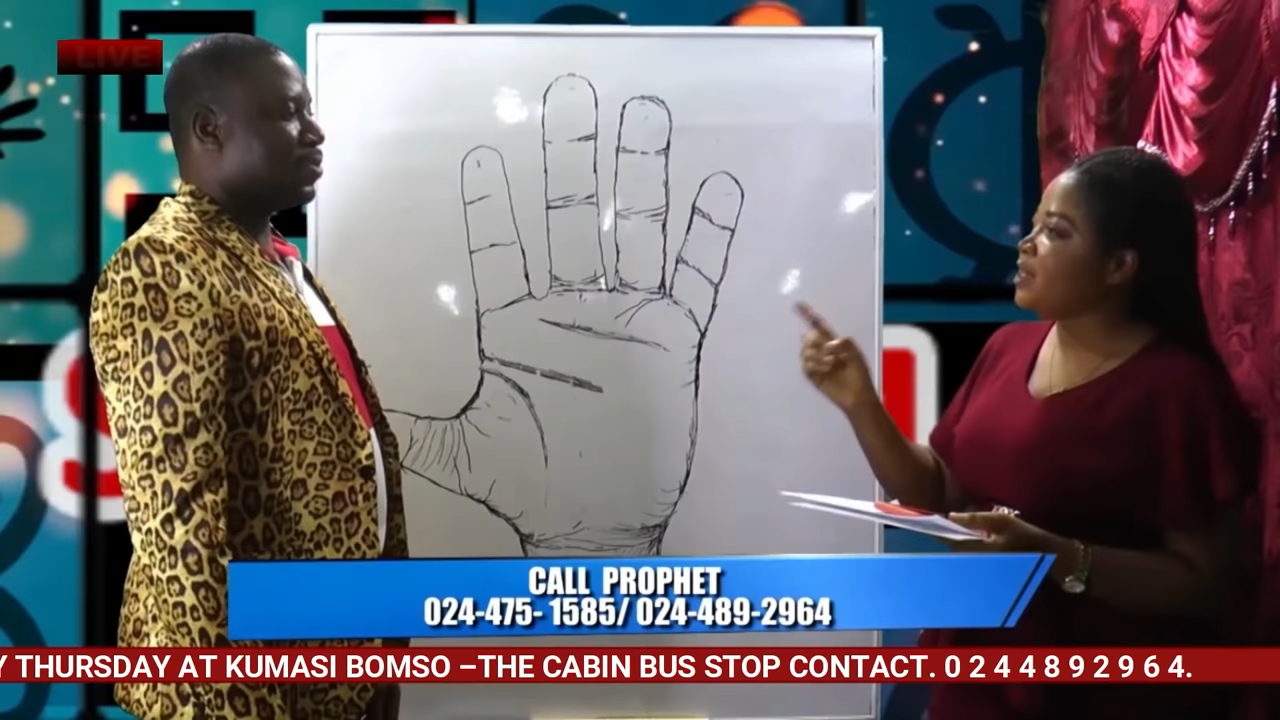 LIVE
CALL PROPHET
024-475- 1585/ 024-489-2964
Y THURSDAY AT KUMASI BOMSO –THE CABIN BUS STOP CONTACT. 0 2 4 4 8 9 2 9 6 4.